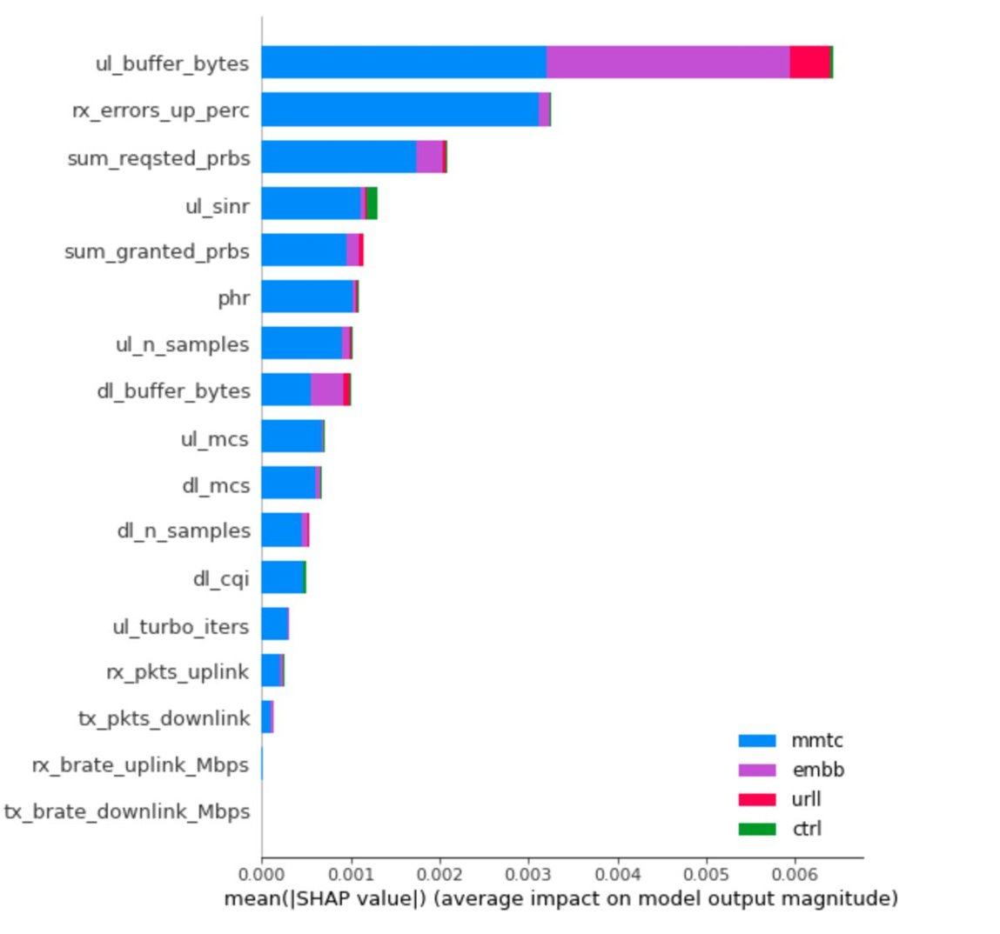 ul_buffer_bytes
rx_errors_up_perc
sum_reqsted_prbs
ul_sinr
sum_granted_prbs
phr
ul_n_samples
dl_buffer_bytes
ul_mcs
dl_mcs
dl_n_samples
dl_cqi
ul_turbo_iters
rx_pkts_uplink
tx_pkts_downlink
rx_brate_uplink_Mbps
tx_brate_downlink_Mbps
mmtc
embb
urll
ctrl
0.000 0.001 0.002 0.003 0.004 0.005 0.006
mean(|SHAP value|) (average impact on model output magnitude)